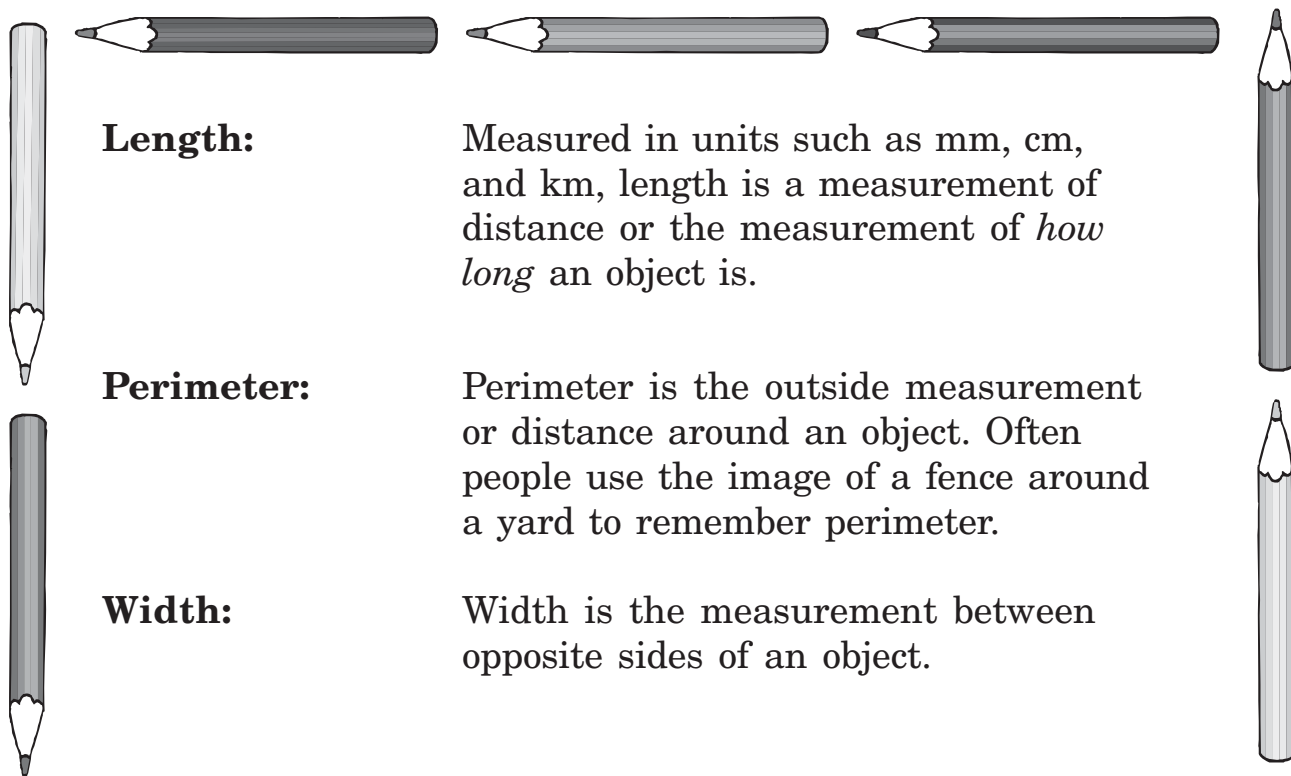 Length: Measured in units such as mm, cm,
and km, length is a measurement of
distance or the measurement of how
long an object is.
Perimeter: Perimeter is the outside measurement
or distance around an object. Often
people use the image of a fence around
a yard to remember perimeter.
Width: Width is the measurement between
opposite sides of an object.